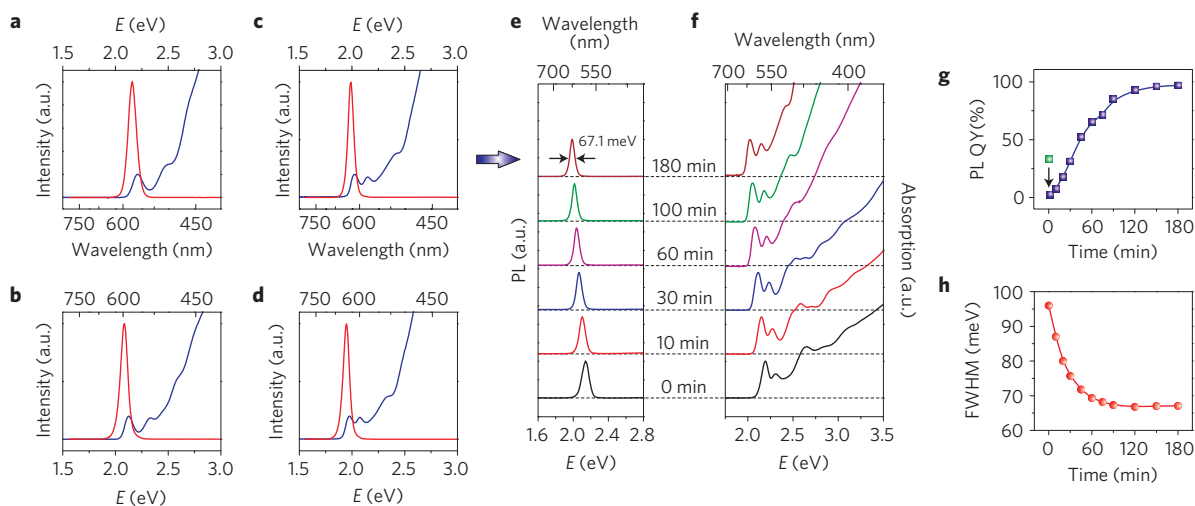 a
E (eV)
1.5 2.0 2.5 3.0
Intensity (a.u.)
750 600 450
Wavelength (nm)
b
750 600 450
Intensity (a.u.)
1.5 2.0 2.5 3.0
E (eV)
c
E (eV)
1.5 2.0 2.5 3.0
Intensity (a.u.)
750 600 450
Wavelength (nm)
d
750 600 450
Intensity (a.u.)
1.5 2.0 2.5 3.0
E (eV)
e
Wavelength
(nm)
700 550
67.1 meV
PL (a.u.)
1.6 2.0 2.4 2.8
E (eV)
180 min
100 min
60 min
30 min
10 min
0 min
f
Wavelength (nm)
700 550 400
Absorption (a.u.)
2.0 2.5 3.0 3.5
E (eV)
g
PL QY(%)
100
50
0
0 60 120 180
Time (min)
h
FWHM (meV)
100
90
80
70
60
0 60 120 180
Time (min)